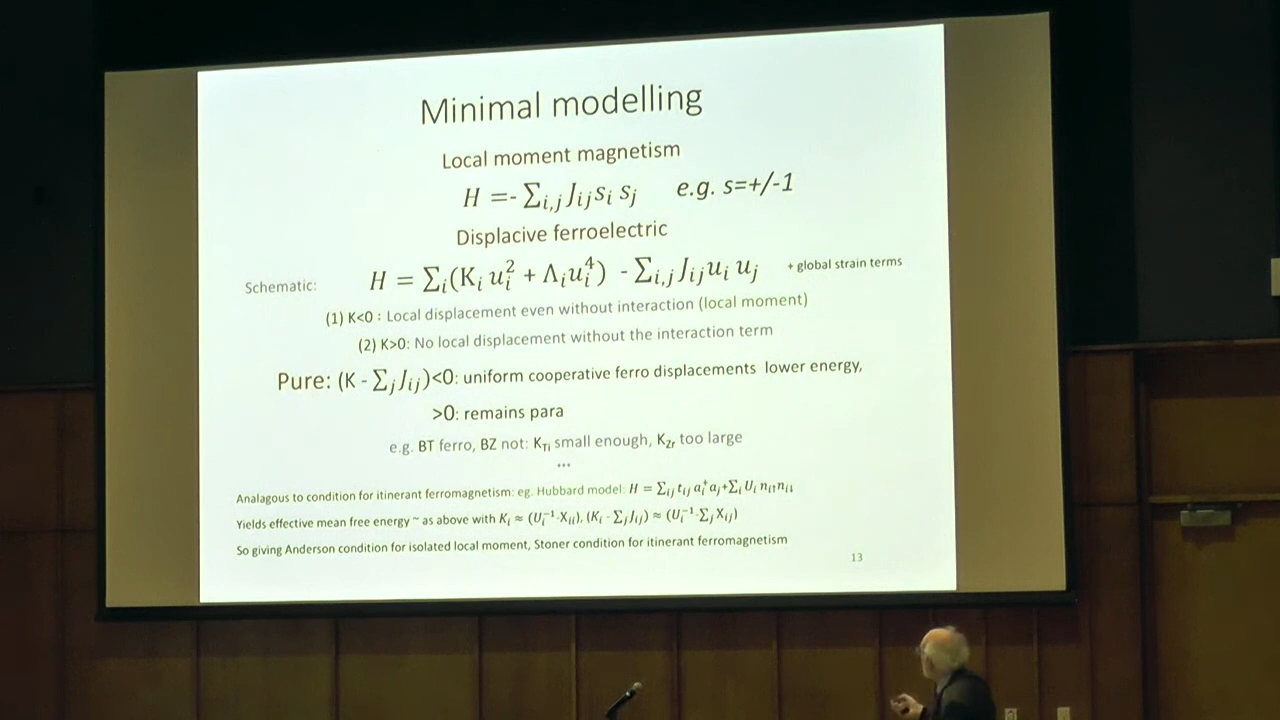 Minimal modelling
Local moment magnetism
H =- ∑i,j Jij si sj e.g. s=+/-1
Displacive ferroelectric
Schematic: H = ∑i(Ki ui² + Λi ui⁴) - ∑i,j Jij ui uj + global strain terms
(1) K<0 : Local displacement even without interaction (local moment)
(2) K>0: No local displacement without the interaction term
Pure: (K - ∑j Jij)<0: uniform cooperative ferro displacements lower energy,
>0: remains para
e.g. BT ferro, BZ not: KTi small enough, KZr too large
...
Analagous to condition for itinerant ferromagnetism: eg. Hubbard model: H = ∑ij tij ai⁺aj+∑i Ui ni↑ni↓
Yields effective mean free energy ~ as above with Ki ≈ (Ui⁻¹-Xii), (Ki - ∑j Jij) ≈ (Ui⁻¹-∑j Xij)
So giving Anderson condition for isolated local moment, Stoner condition for itinerant ferromagnetism
13